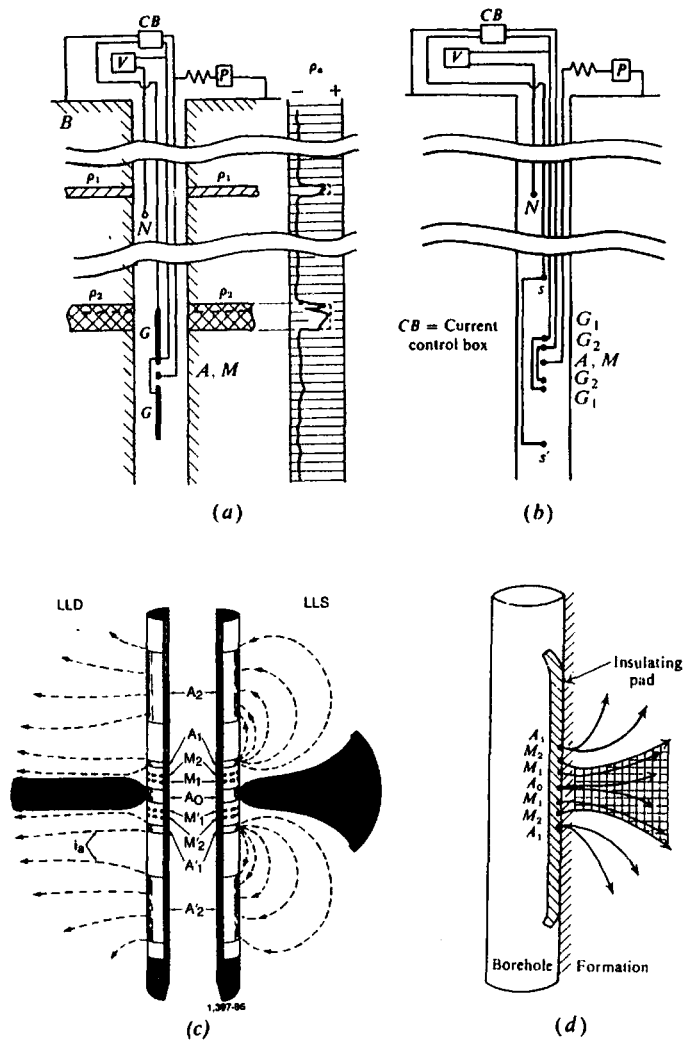 CB
V
P
ρa
− +
B
ρ1 ρ1
N
ρ2 ρ2
G
A, M
G
(a)
CB
V
P
N
s
CB = Current
control box
G1
G2
A, M
G2
G1
s'
(b)
LLD
LLS
A2
A1
M2
M1
A0
M'1
M'2
A'1
ia
A'2
1,397-86
(c)
Insulating
pad
A1
M2
M1
A0
M1
M2
A1
Borehole Formation
(d)